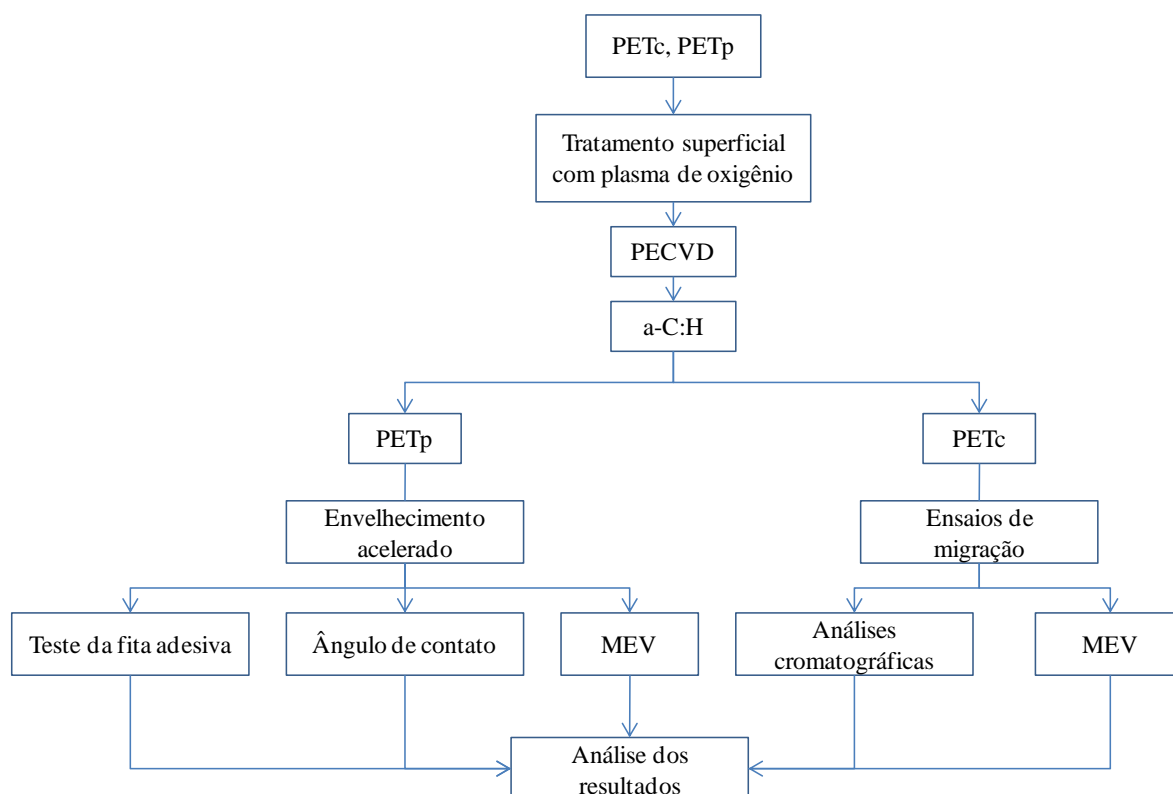 PETc, PETp
Tratamento superficial
com plasma de oxigênio
PECVD
a-C:H
PETp
PETc
Envelhecimento
acelerado
Ensaios de
migração
Teste da fita adesiva
Ângulo de contato
MEV
Análises
cromatográficas
MEV
Análise dos
resultados